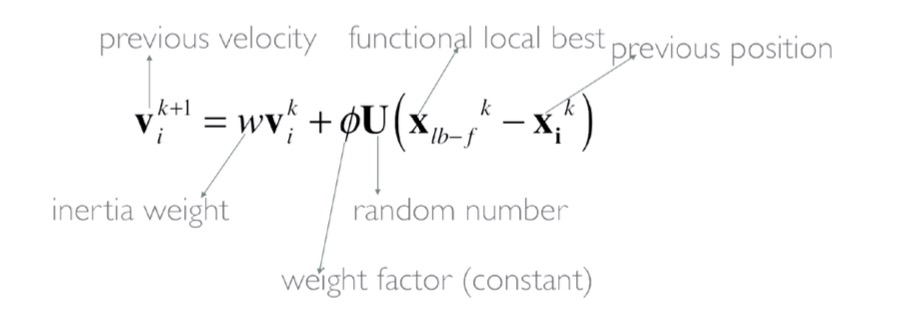 previous velocity functional local best previous position
v_i^{k+1} = wv_i^k + ϕU(x_{lb−f}^k − x_i^k)
inertia weight random number
weight factor (constant)